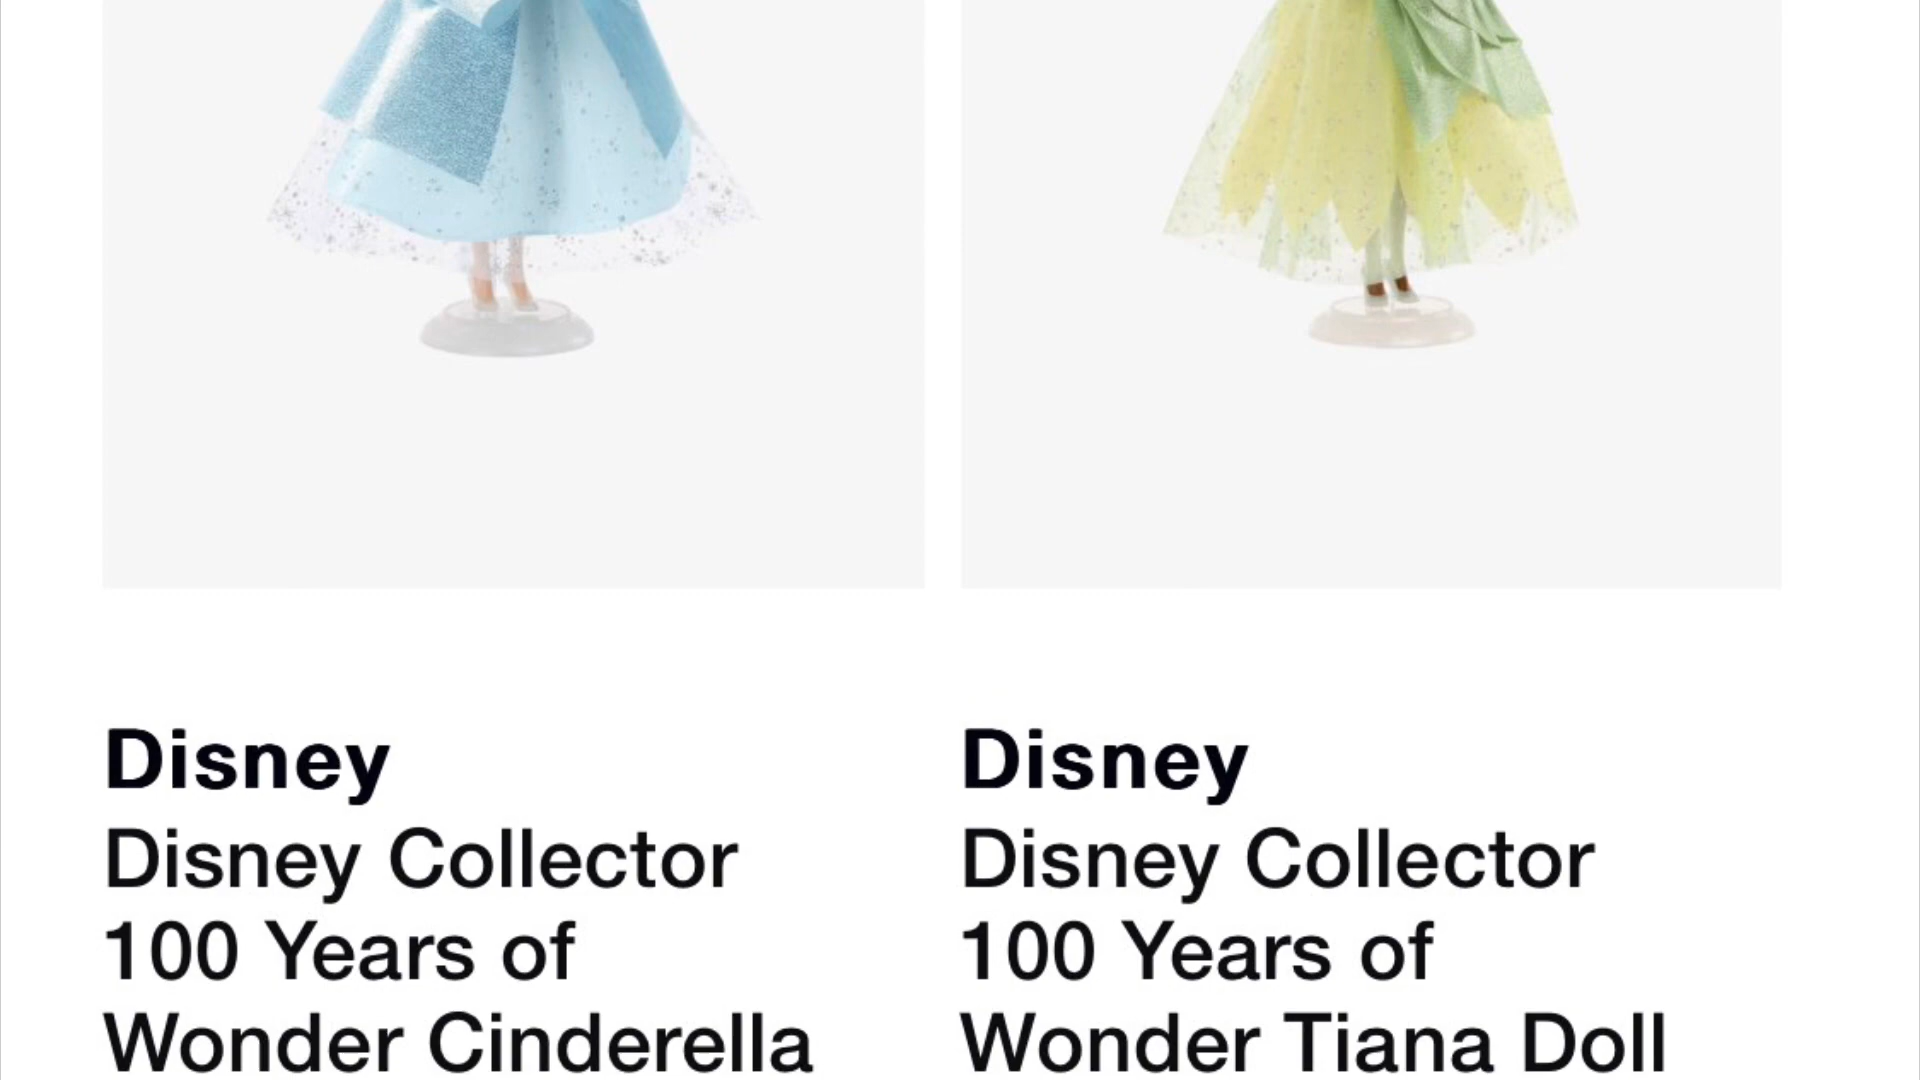 Disney
Disney Collector
100 Years of
Wonder Cinderella
Disney
Disney Collector
100 Years of
Wonder Tiana Doll